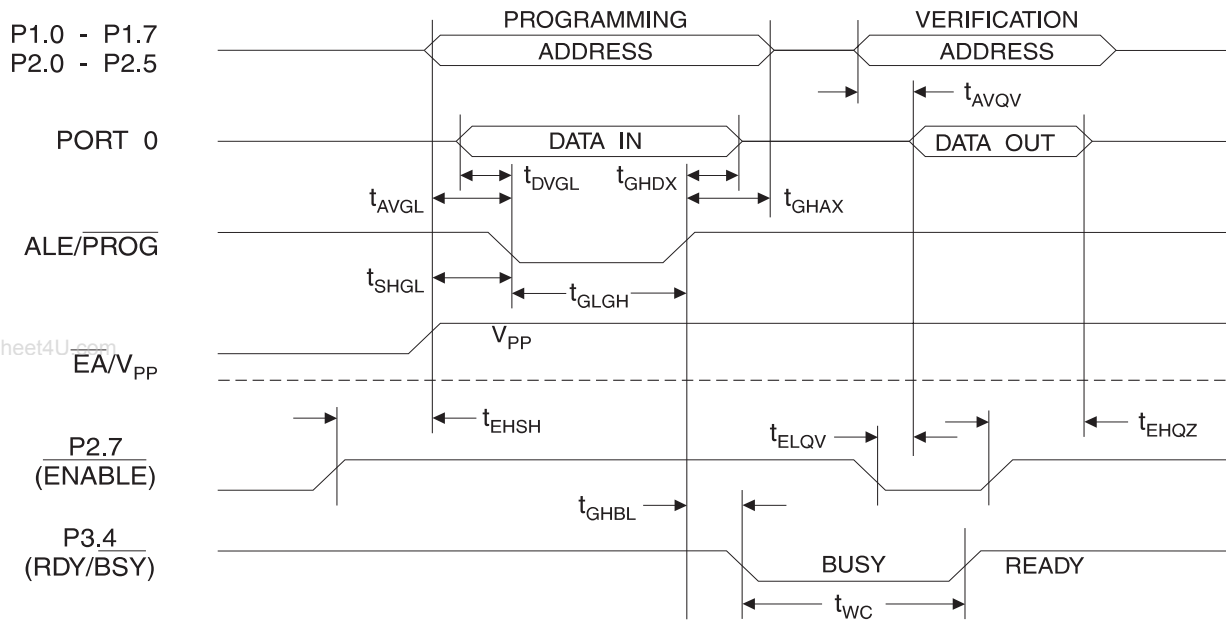 PROGRAMMING VERIFICATION
P1.0 - P1.7
P2.0 - P2.5
ADDRESS ADDRESS
tAVQV
PORT 0 DATA IN DATA OUT
tDVGL tGHDX
tAVGL tGHAX
ALE/PROG
tSHGL tGLGH
VPP
heet4U.com
EA/VPP
tEHSH tELQV tEHQZ
P2.7
(ENABLE)
tGHBL
P3.4
(RDY/BSY)
BUSY READY
tWC